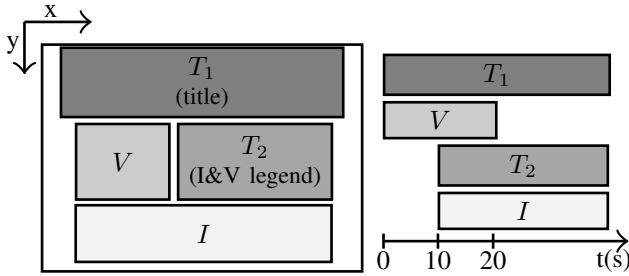 x
y
T₁
(title)
V
T₂
(I&V legend)
I
T₁
V
T₂
I
0 10 20 t(s)